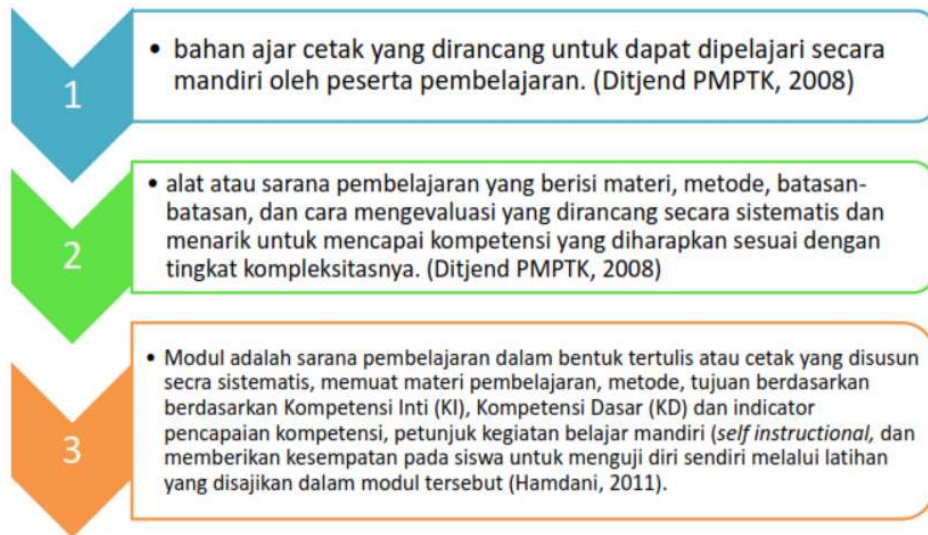 1
• bahan ajar cetak yang dirancang untuk dapat dipelajari secara
mandiri oleh peserta pembelajaran. (Ditjend PMPTK, 2008)
2
• alat atau sarana pembelajaran yang berisi materi, metode, batasan-
batasan, dan cara mengevaluasi yang dirancang secara sistematis dan
menarik untuk mencapai kompetensi yang diharapkan sesuai dengan
tingkat kompleksitasnya. (Ditjend PMPTK, 2008)
3
• Modul adalah sarana pembelajaran dalam bentuk tertulis atau cetak yang disusun
secra sistematis, memuat materi pembelajaran, metode, tujuan berdasarkan
berdasarkan Kompetensi Inti (KI), Kompetensi Dasar (KD) dan indicator
pencapaian kompetensi, petunjuk kegiatan belajar mandiri (self instructional, dan
memberikan kesempatan pada siswa untuk menguji diri sendiri melalui latihan
yang disajikan dalam modul tersebut (Hamdani, 2011).